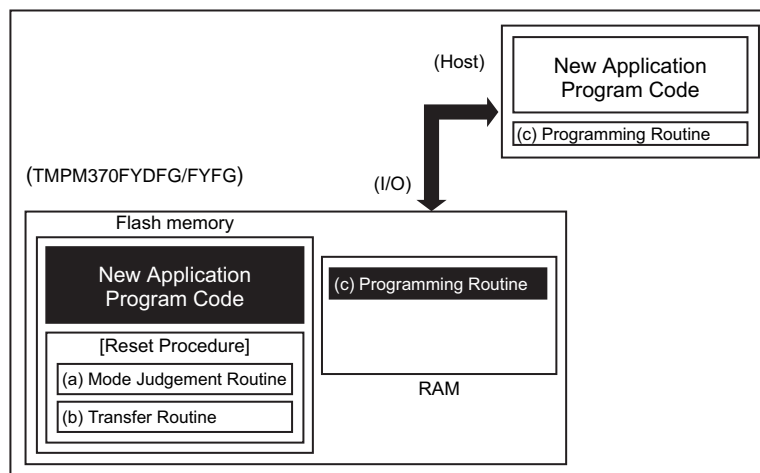 (Host)
New Application
Program Code
(c) Programming Routine
(TMPM370FYDFG/FYFG)
(I/O)
Flash memory
New Application
Program Code
(c) Programming Routine
[Reset Procedure]
(a) Mode Judgement Routine
(b) Transfer Routine
RAM